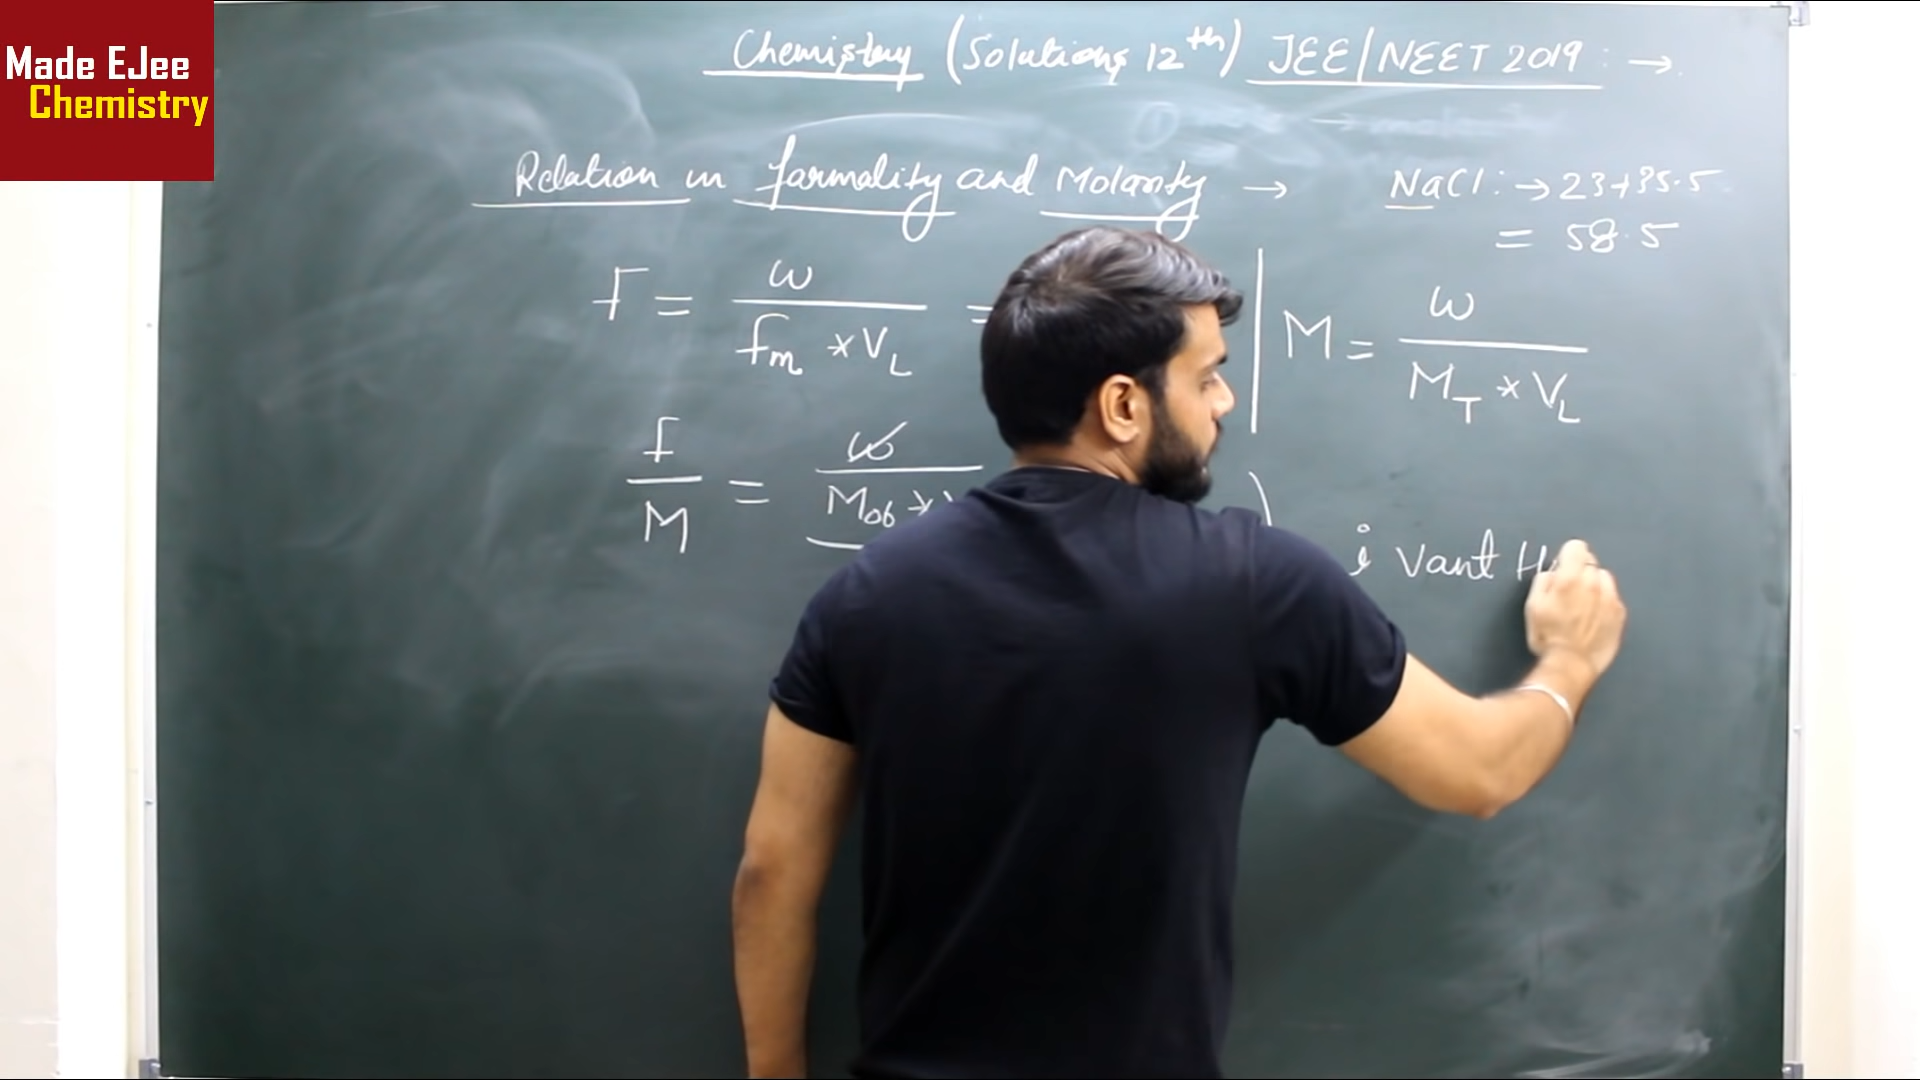 Made EJee
Chemistry
Chemistry (Solutions 12th) JEE/NEET 2019 : →
Relation in formality and Molarity →
NaCl : → 23+35.5
= 58.5
F = w / fm * VL =
M = w / MT * VL
f / M = w / Mob *
i Vant